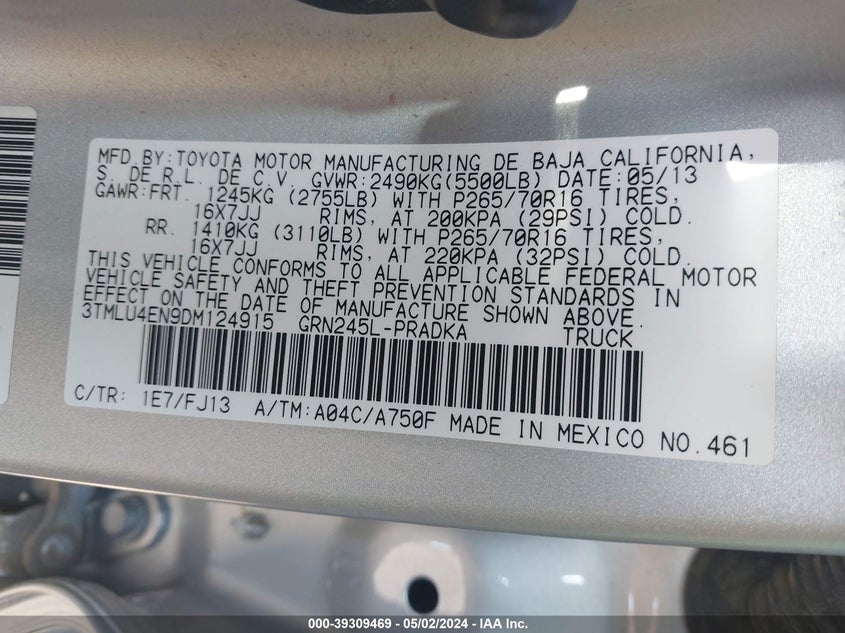 MFD BY: TOYOTA MOTOR MANUFACTURING DE BAJA CALIFORNIA,
S. DE R.L. DE C.V. GVWR:2490KG(5500LB) DATE:05/13
GAWR:FRT. 1245KG (2755LB) WITH P265/70R16 TIRES,
16X7JJ RIMS, AT 200KPA (29PSI) COLD.
RR. 1410KG (3110LB) WITH P265/70R16 TIRES,
16X7JJ RIMS, AT 220KPA (32PSI) COLD.
THIS VEHICLE CONFORMS TO ALL APPLICABLE FEDERAL MOTOR
VEHICLE SAFETY AND THEFT PREVENTION STANDARDS IN
EFFECT ON THE DATE OF MANUFACTURE SHOWN ABOVE.
3TMLU4EN9DM124915 GRN245L-PRADKA TRUCK
C/TR: 1E7/FJ13 A/TM:A04C/A750F MADE IN MEXICO NO.461
000-39309469 - 05/02/2024 - IAA Inc.